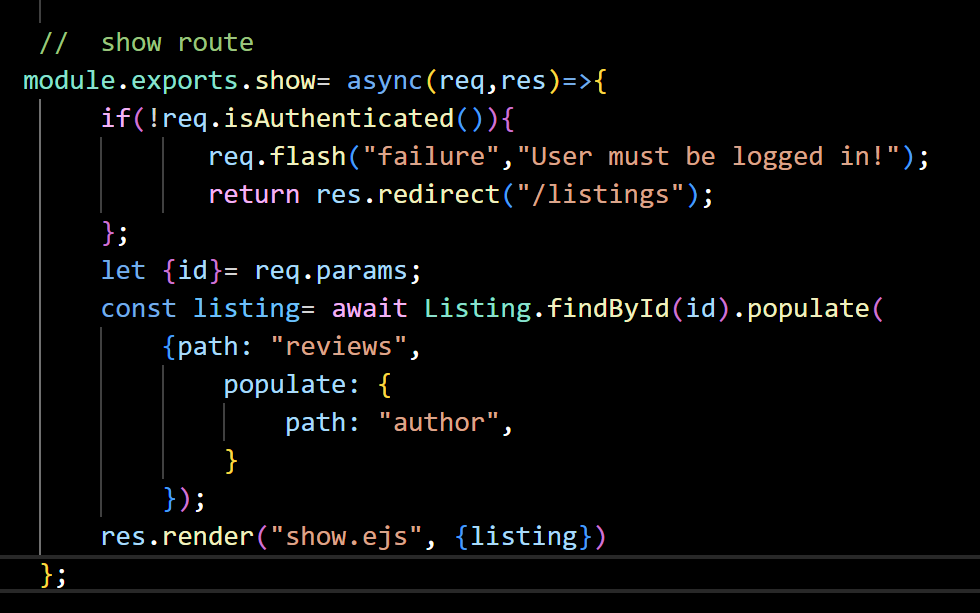 //  show route
module.exports.show= async(req,res)=>{
if(!req.isAuthenticated()){
req.flash("failure","User must be logged in!");
return res.redirect("/listings");
};
let {id}= req.params;
const listing= await Listing.findById(id).populate(
{path: "reviews",
populate: {
path: "author",
}
});
res.render("show.ejs", {listing})
};